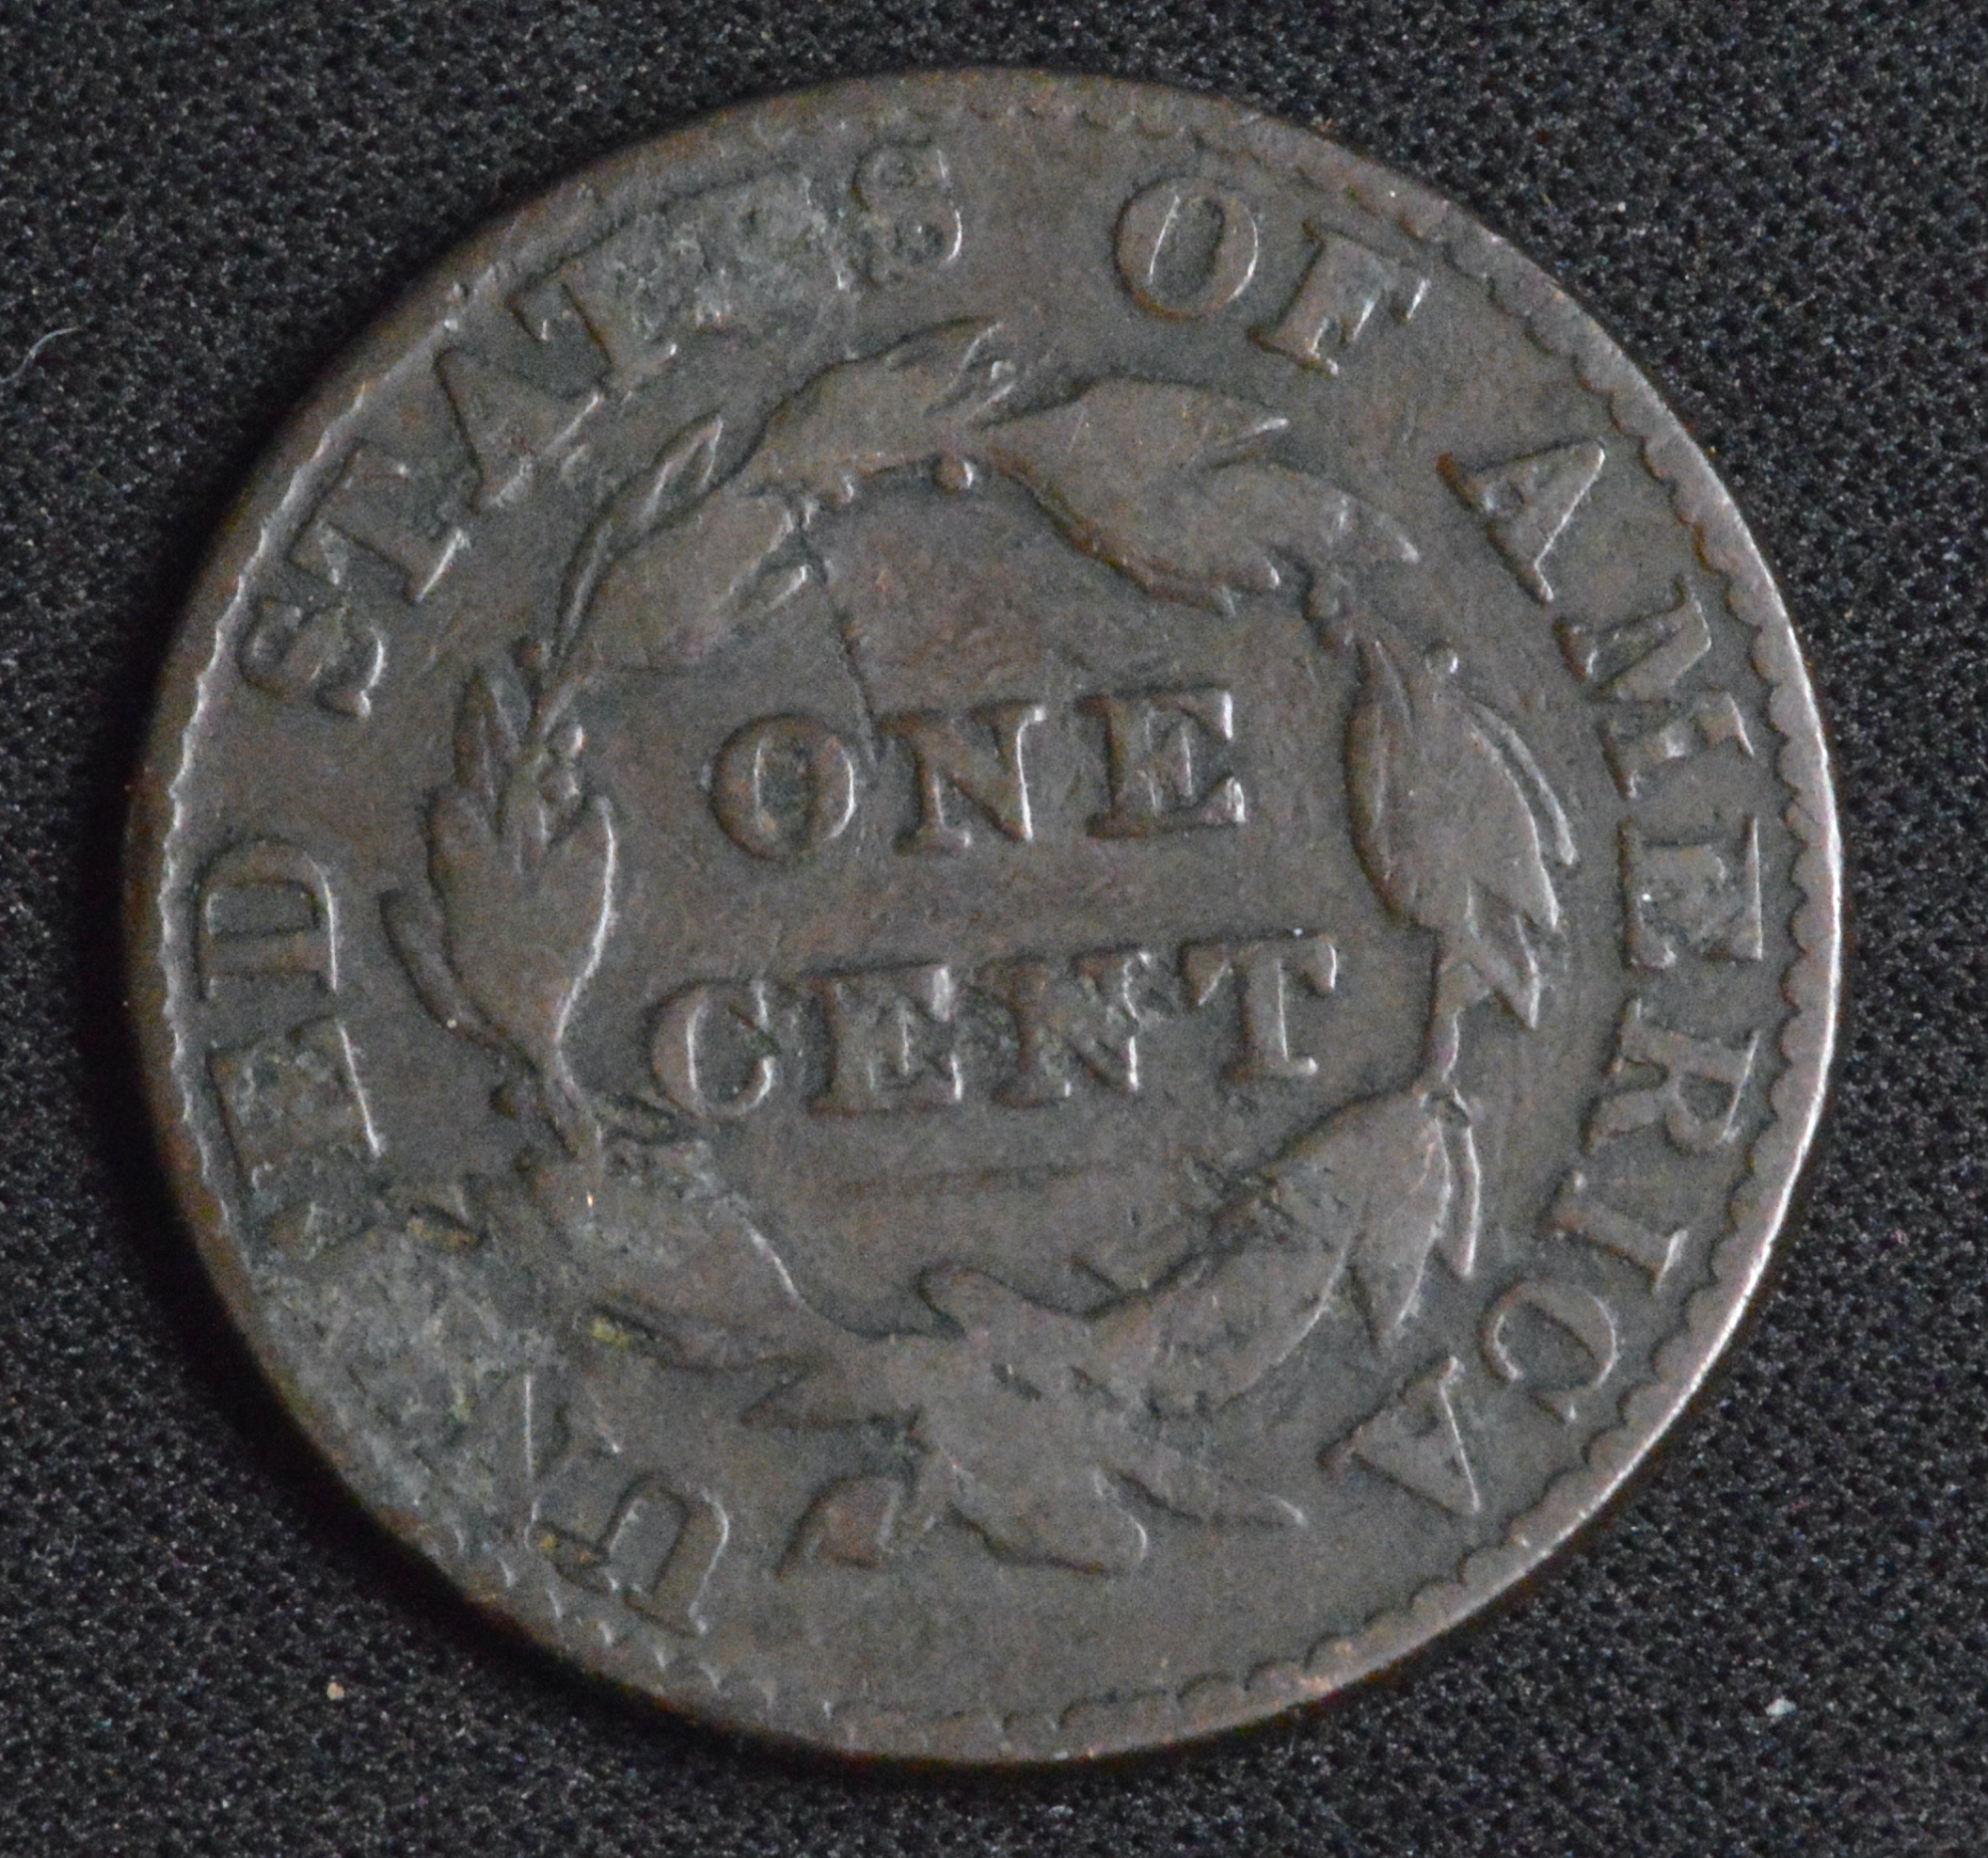 UNITED STATES OF AMERICA
ONE
CENT